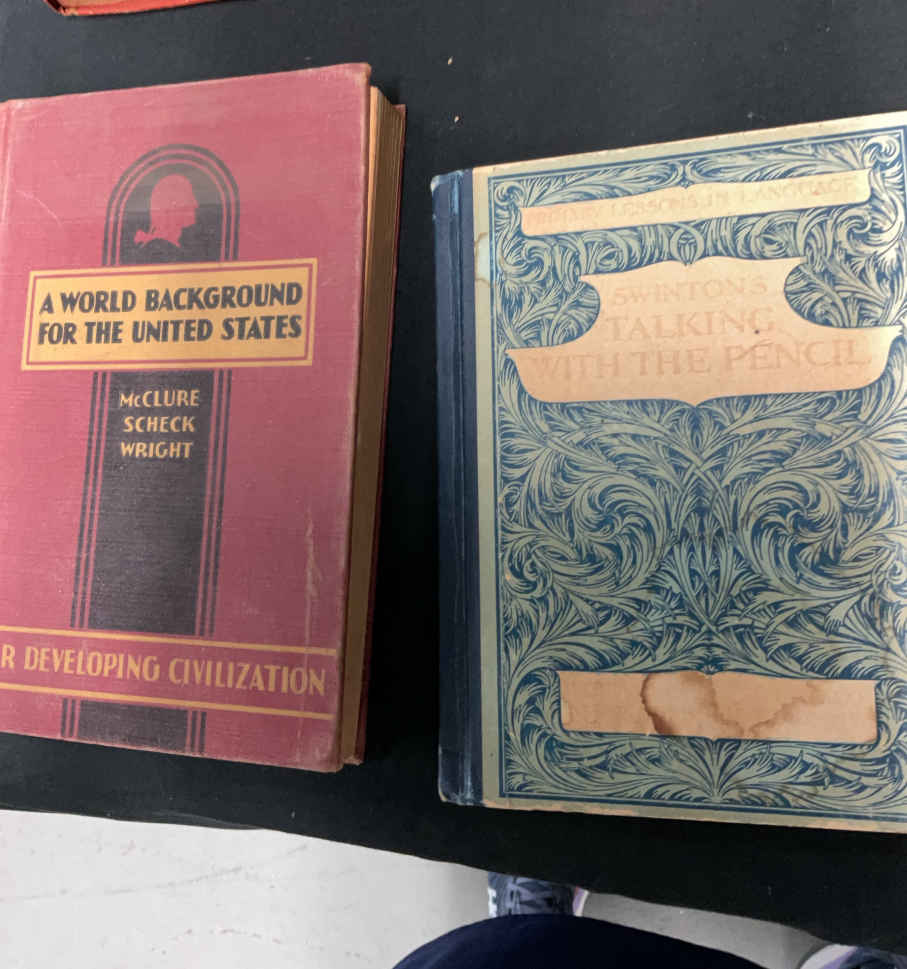 A WORLD BACKGROUND
FOR THE UNITED STATES
McCLURE
SCHECK
WRIGHT
R DEVELOPING CIVILIZATION
LESSONS IN LANGUAGE
SWINTON'S
TALKING
WITH THE PENCIL